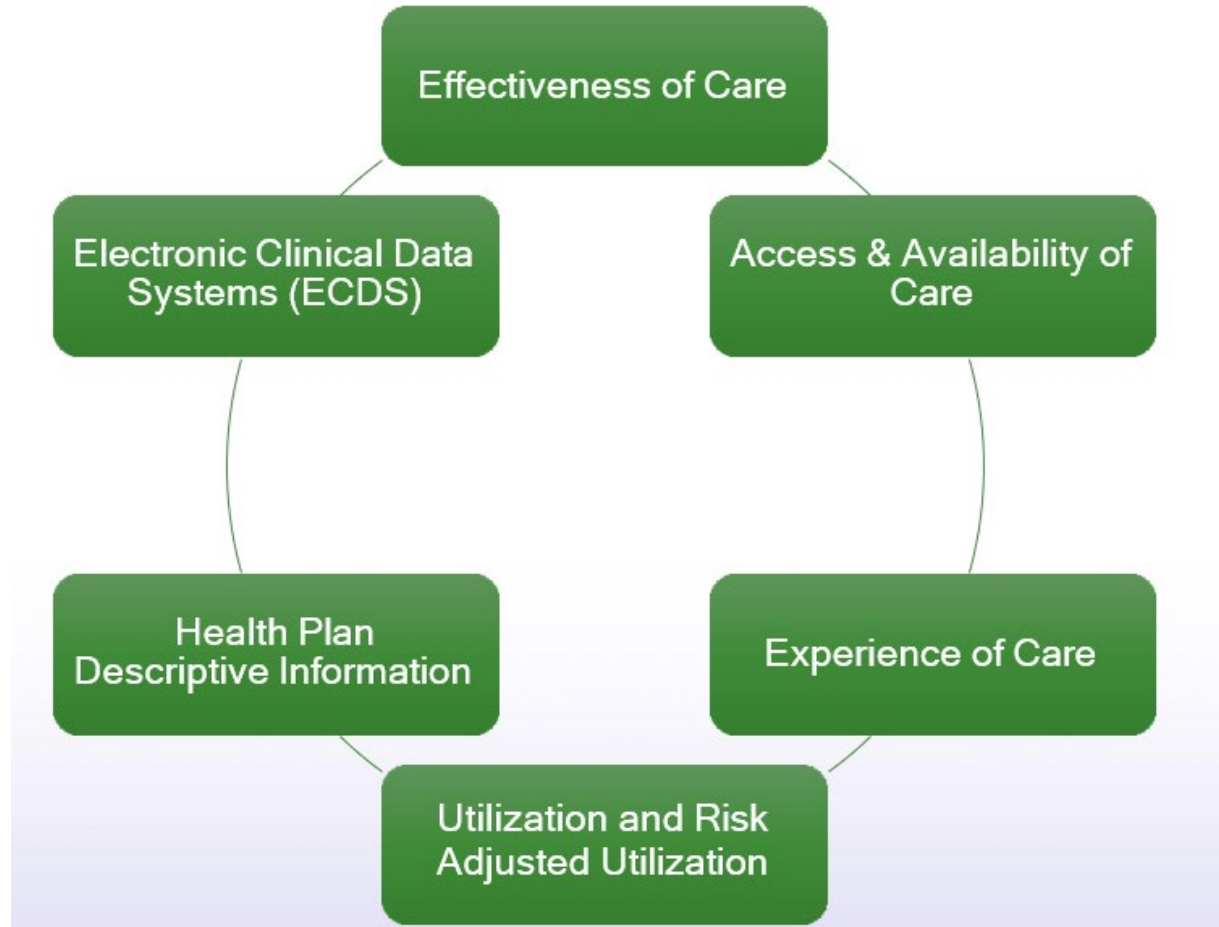 Effectiveness of Care
Access & Availability of
Care
Experience of Care
Utilization and Risk
Adjusted Utilization
Health Plan
Descriptive Information
Electronic Clinical Data
Systems (ECDS)